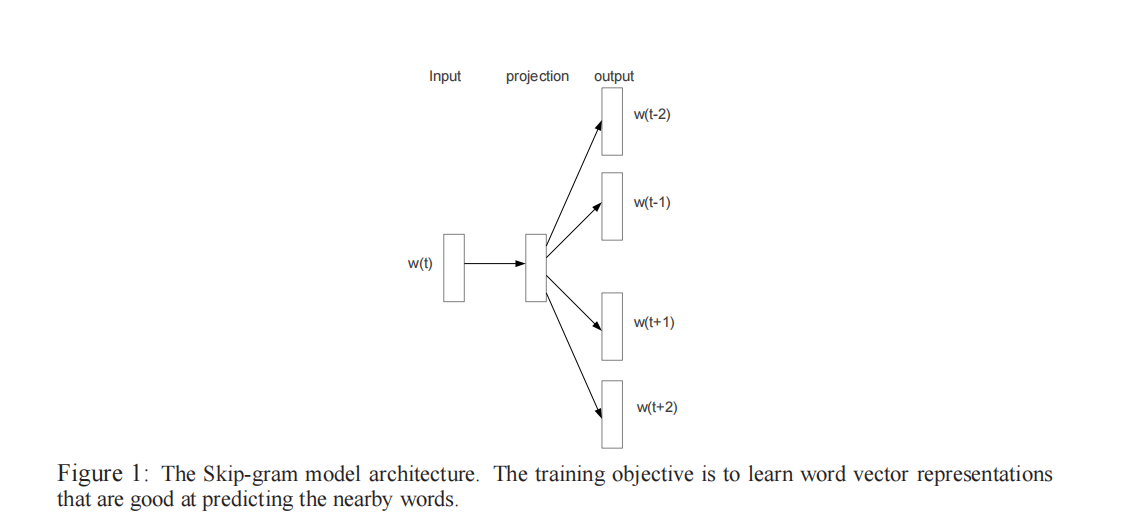 Input projection output
w(t-2)
w(t-1)
w(t)
w(t+1)
w(t+2)
Figure 1: The Skip-gram model architecture. The training objective is to learn word vector representations
that are good at predicting the nearby words.